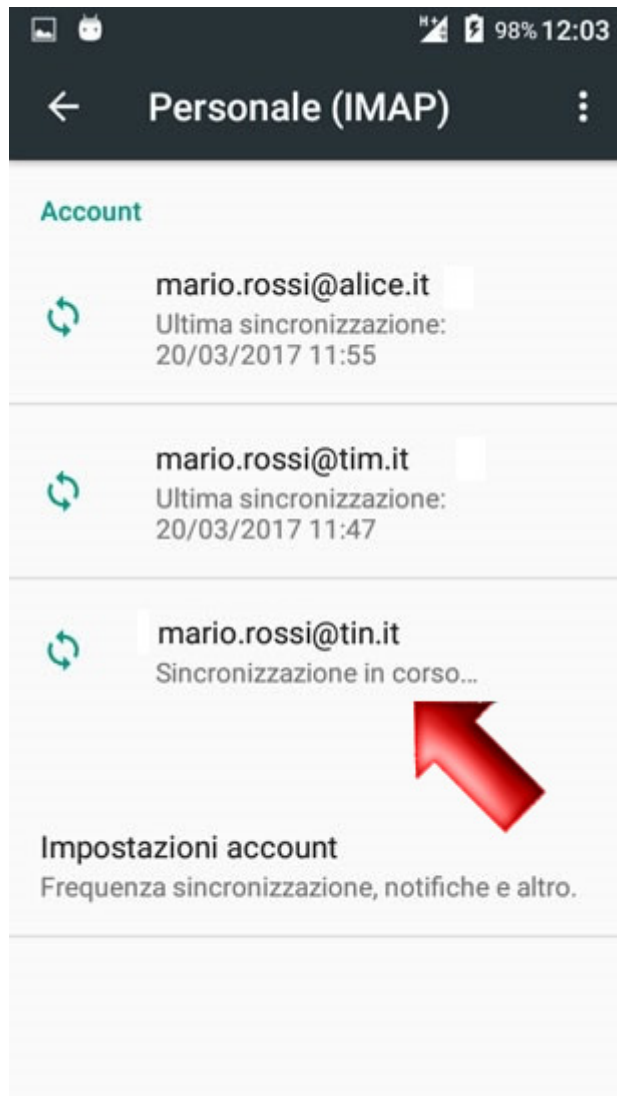 98% 12:03
Personale (IMAP)
Account
mario.rossi@alice.it
Ultima sincronizzazione:
20/03/2017 11:55
mario.rossi@tim.it
Ultima sincronizzazione:
20/03/2017 11:47
mario.rossi@tin.it
Sincronizzazione in corso...
Impostazioni account
Frequenza sincronizzazione, notifiche e altro.